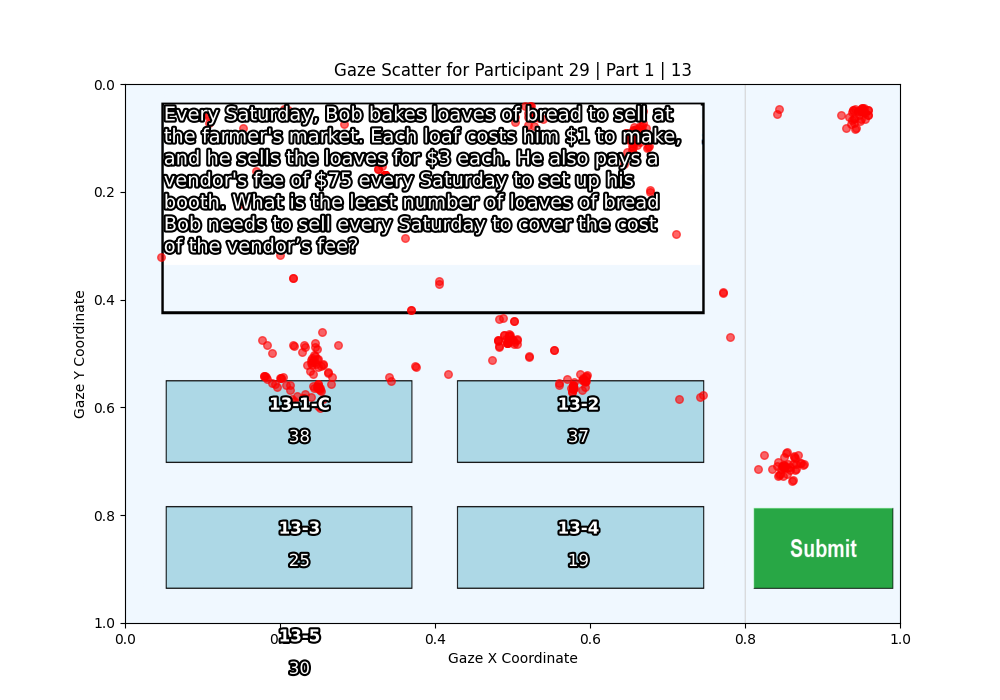 Gaze Scatter for Participant 29 | Part 1 | 13
Every Saturday, Bob bakes loaves of bread to sell at
the farmer's market. Each loaf costs him $1 to make,
and he sells the loaves for $3 each. He also pays a
vendor's fee of $75 every Saturday to set up his
booth. What is the least number of loaves of bread
Bob needs to sell every Saturday to cover the cost
of the vendor's fee?
13-1-C
38
13-2
37
13-3
25
13-4
19
Submit
13-5
30
0.0
0.2
0.4
0.6
0.8
1.0
Gaze Y Coordinate
0.0 0.2 0.4 0.6 0.8 1.0
Gaze X Coordinate